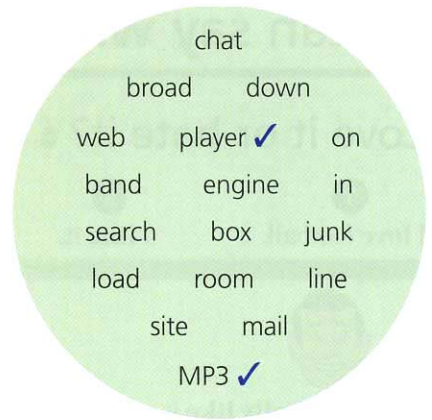 chat
broad down
web player ✓ on
band engine in
search box junk
load room line
site mail
MP3 ✓